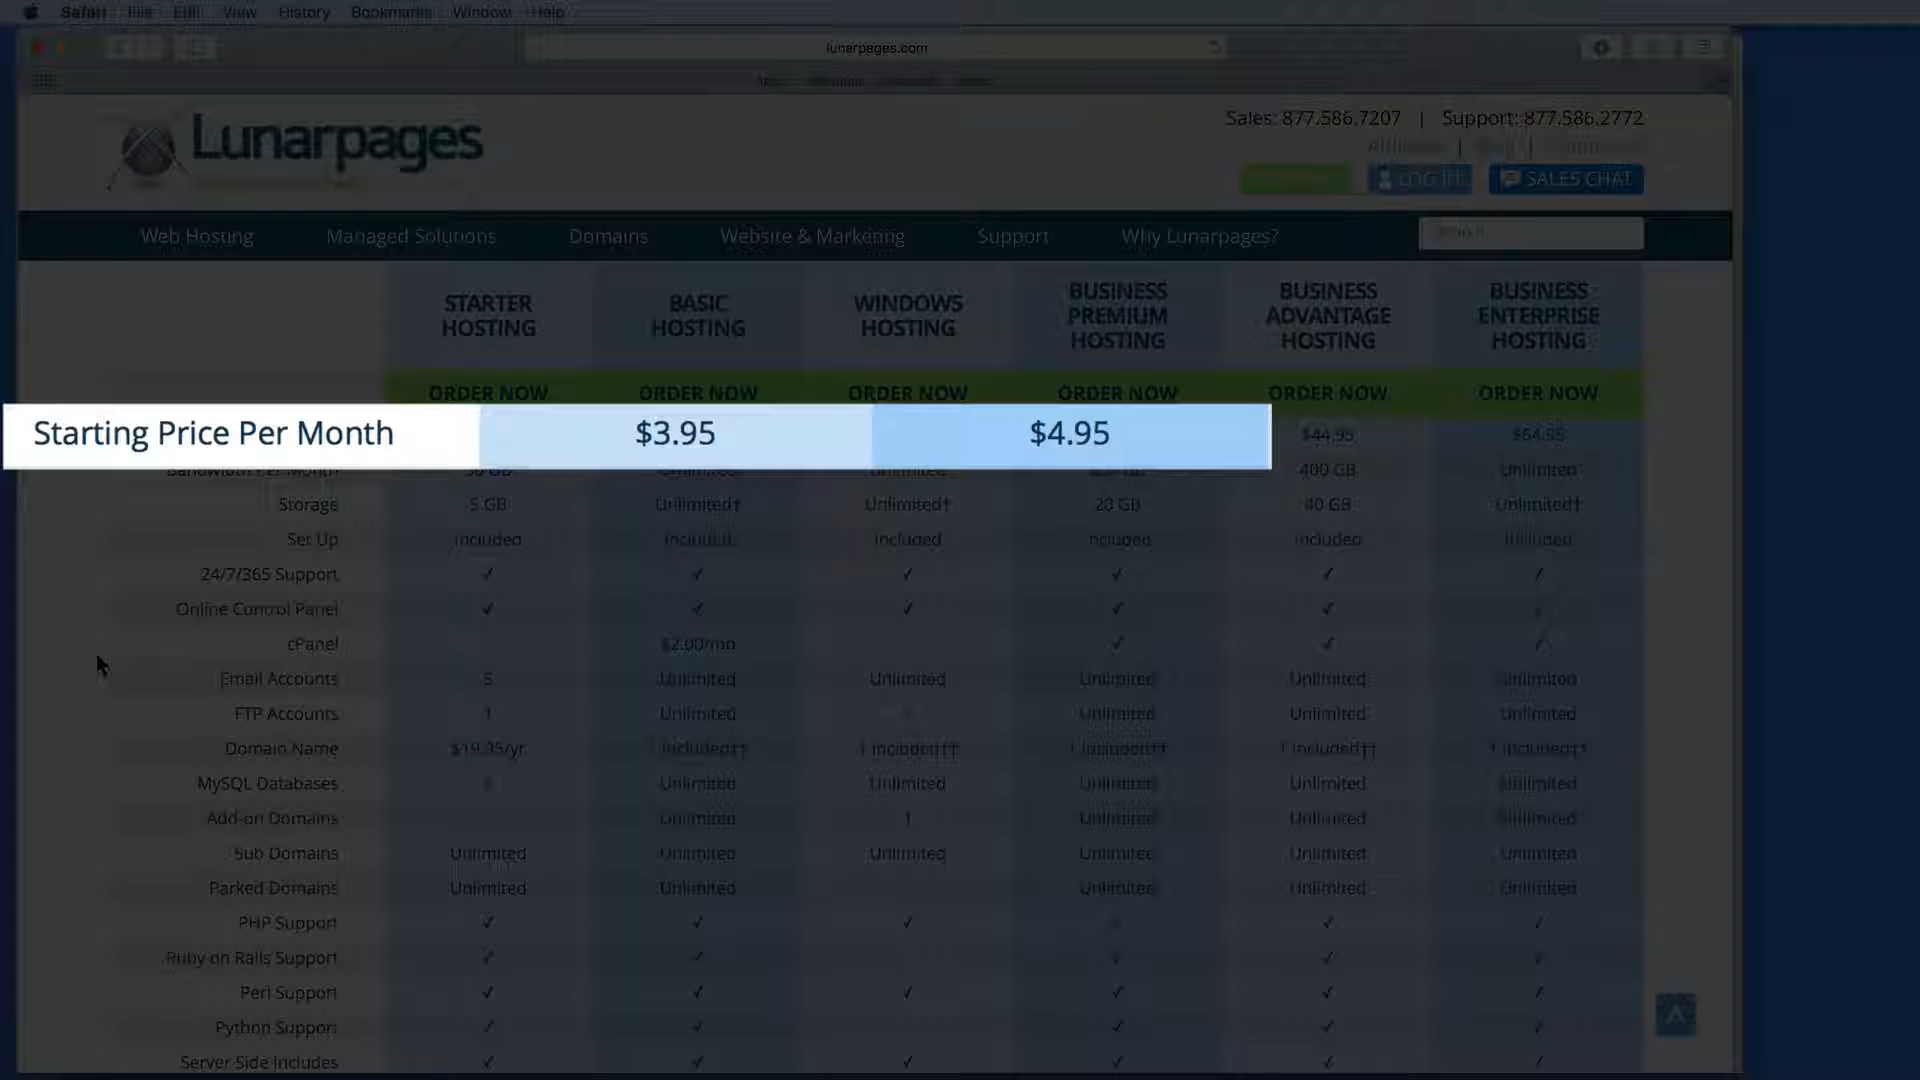 Safari File Edit View History Bookmarks Window Help
lunarpages.com
Lunarpages
Sales: 877.586.7207 | Support: 877.586.2772
LOG IN
SALES CHAT
Web Hosting Managed Solutions Domains Website & Marketing Support Why Lunarpages?
STARTER HOSTING BASIC HOSTING WINDOWS HOSTING BUSINESS PREMIUM HOSTING BUSINESS ADVANTAGE HOSTING BUSINESS ENTERPRISE HOSTING
ORDER NOW ORDER NOW ORDER NOW ORDER NOW ORDER NOW ORDER NOW
Starting Price Per Month $3.95 $4.95 $44.95
Bandwidth Per Month Unlimited Unlimited 400 GB Unlimited
Storage 5 GB Unlimited† Unlimited† 20 GB 40 GB Unlimited†
Set Up Included Included Included Included Included Included
24/7/365 Support ✓ ✓ ✓ ✓ ✓ ✓
Online Control Panel ✓ ✓ ✓ ✓ ✓
cPanel $2.00/mo ✓ ✓ ✓
Email Accounts 5 Unlimited Unlimited Unlimited Unlimited Unlimited
FTP Accounts 1 Unlimited Unlimited Unlimited Unlimited
Domain Name $19.95/yr 1 included†† 1 included†† 1 included†† 1 included†† 1 included††
MySQL Databases Unlimited Unlimited Unlimited Unlimited Unlimited
Add-on Domains Unlimited 1 Unlimited Unlimited Unlimited
Sub Domains Unlimited Unlimited Unlimited Unlimited Unlimited Unlimited
Parked Domains Unlimited Unlimited Unlimited Unlimited Unlimited
PHP Support ✓ ✓ ✓ ✓ ✓
Ruby on Rails Support ✓ ✓ ✓ ✓ ✓
Perl Support ✓ ✓ ✓ ✓ ✓ ✓
Python Support ✓ ✓ ✓ ✓ ✓
Server Side Includes ✓ ✓ ✓ ✓ ✓ ✓